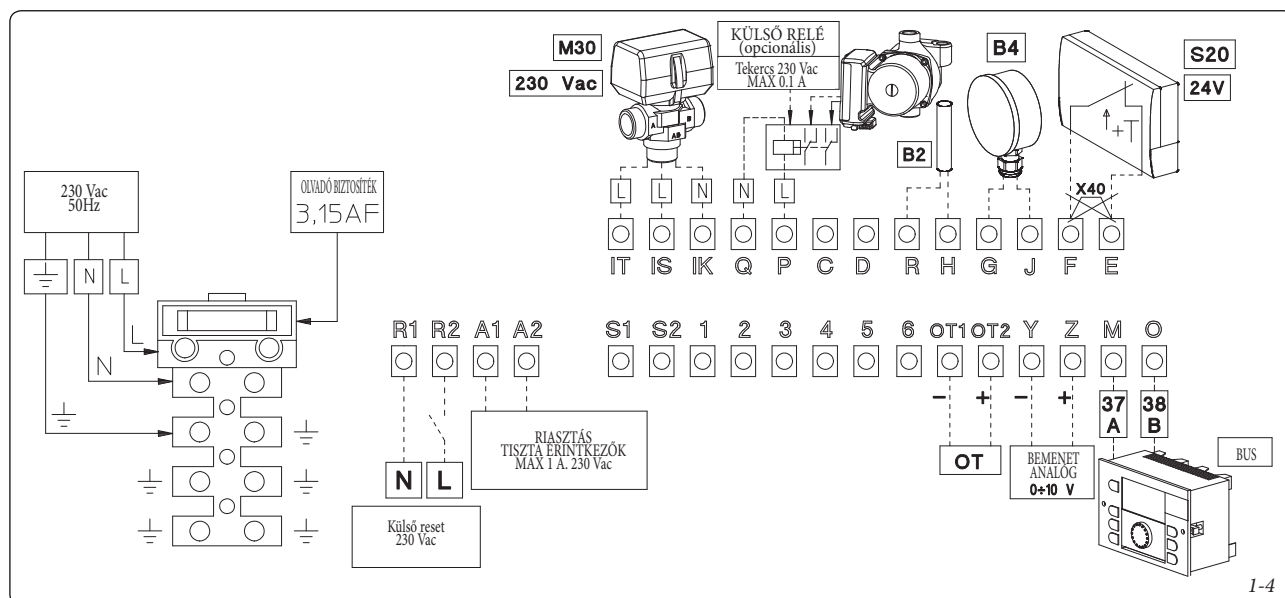 M30
230 Vac
KÜLSŐ RELÉ
(opcionális)
Tekercs 230 Vac
MAX 0.1 A
B4
S20
24V
A
B
AB
B2
+T
X40
230 Vac
50Hz
OLVADÓ BIZTOSÍTÉK
3,15AF
L L N N L
IT IS IK Q P C D R H G J F E
N L
L
N
R1 R2 A1 A2 S1 S2 1 2 3 4 5 6 OT1 OT2 Y Z M O
- + - +
37 38
A B
RIASZTÁS
TISZTA ÉRINTKEZŐK
MAX 1 A. 230 Vac
N L
OT
BEMENET
ANALÓG
0÷10 V
BUS
Külső reset
230 Vac
1-4